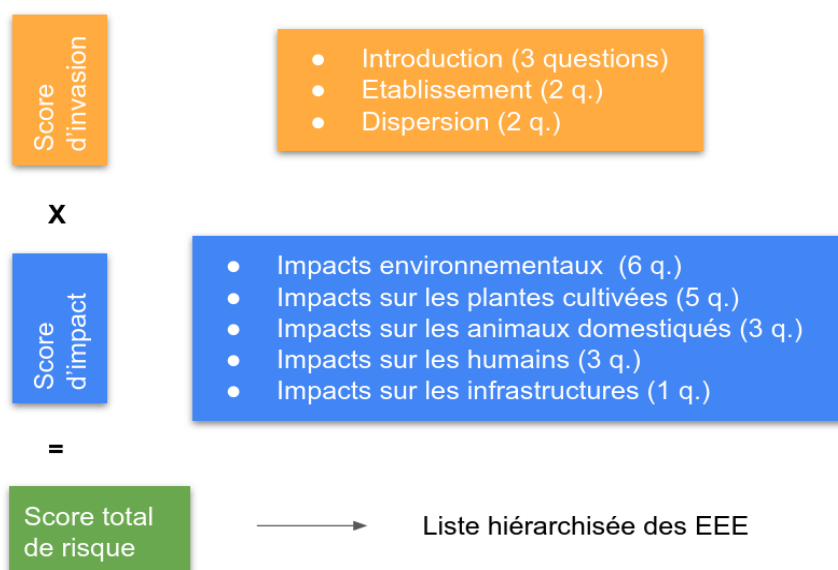 Score
d'invasion
● Introduction (3 questions)
● Etablissement (2 q.)
● Dispersion (2 q.)
x
Score
d'impact
● Impacts environnementaux (6 q.)
● Impacts sur les plantes cultivées (5 q.)
● Impacts sur les animaux domestiqués (3 q.)
● Impacts sur les humains (3 q.)
● Impacts sur les infrastructures (1 q.)
=
Score total
de risque
Liste hiérarchisée des EEE